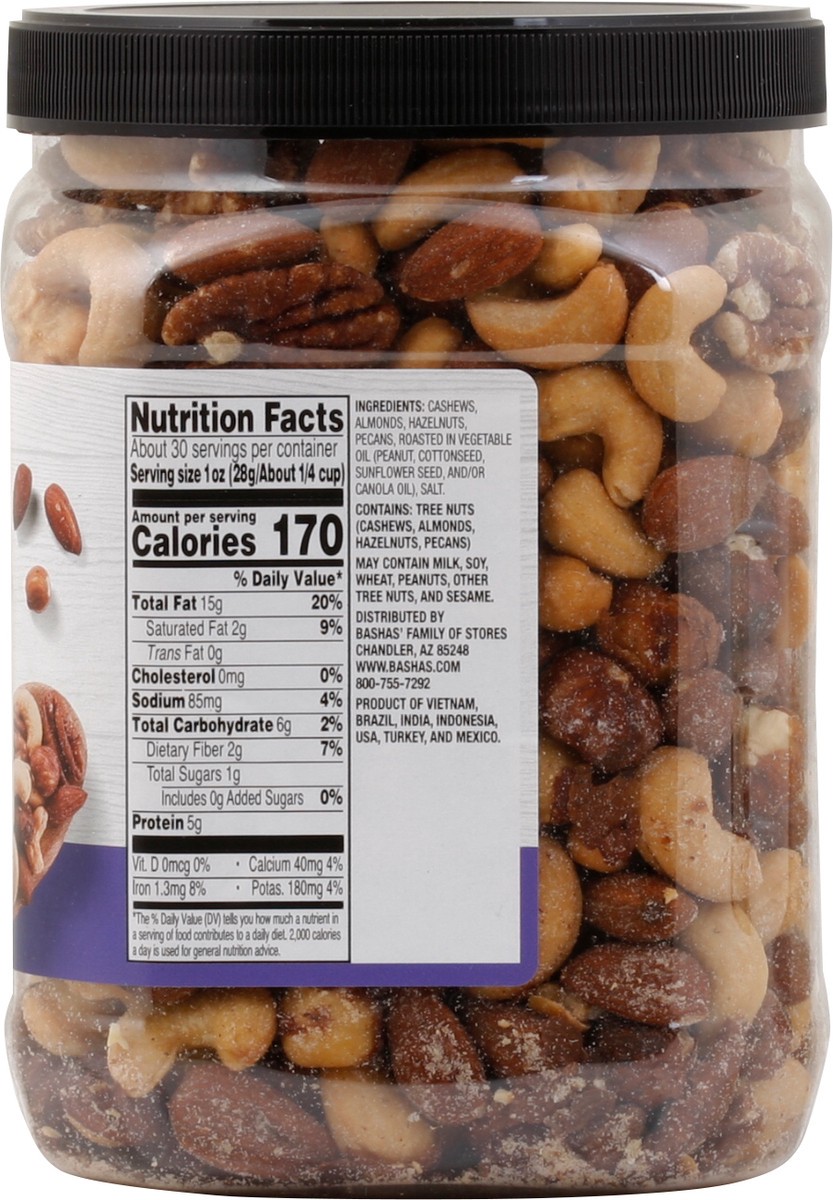 Nutrition Facts
About 30 servings per container
Serving size 1 oz (28g/About 1/4 cup)
Amount per serving
Calories 170
% Daily Value*
Total Fat 15g 20%
Saturated Fat 2g 9%
Trans Fat 0g
Cholesterol 0mg 0%
Sodium 85mg 4%
Total Carbohydrate 6g 2%
Dietary Fiber 2g 7%
Total Sugars 1g
Includes 0g Added Sugars 0%
Protein 5g
Vit. D 0mcg 0% • Calcium 40mg 4%
Iron 1.3mg 8% • Potas. 180mg 4%
*The % Daily Value (DV) tells you how much a nutrient in
a serving of food contributes to a daily diet. 2,000 calories
a day is used for general nutrition advice.
INGREDIENTS: CASHEWS,
ALMONDS, HAZELNUTS,
PECANS, ROASTED IN VEGETABLE
OIL (PEANUT, COTTONSEED,
SUNFLOWER SEED, AND/OR
CANOLA OIL), SALT.
CONTAINS: TREE NUTS
(CASHEWS, ALMONDS,
HAZELNUTS, PECANS)
MAY CONTAIN MILK, SOY,
WHEAT, PEANUTS, OTHER
TREE NUTS, AND SESAME.
DISTRIBUTED BY
BASHAS' FAMILY OF STORES
CHANDLER, AZ 85248
WWW.BASHAS.COM
800-755-7292
PRODUCT OF VIETNAM,
BRAZIL, INDIA, INDONESIA,
USA, TURKEY, AND MEXICO.